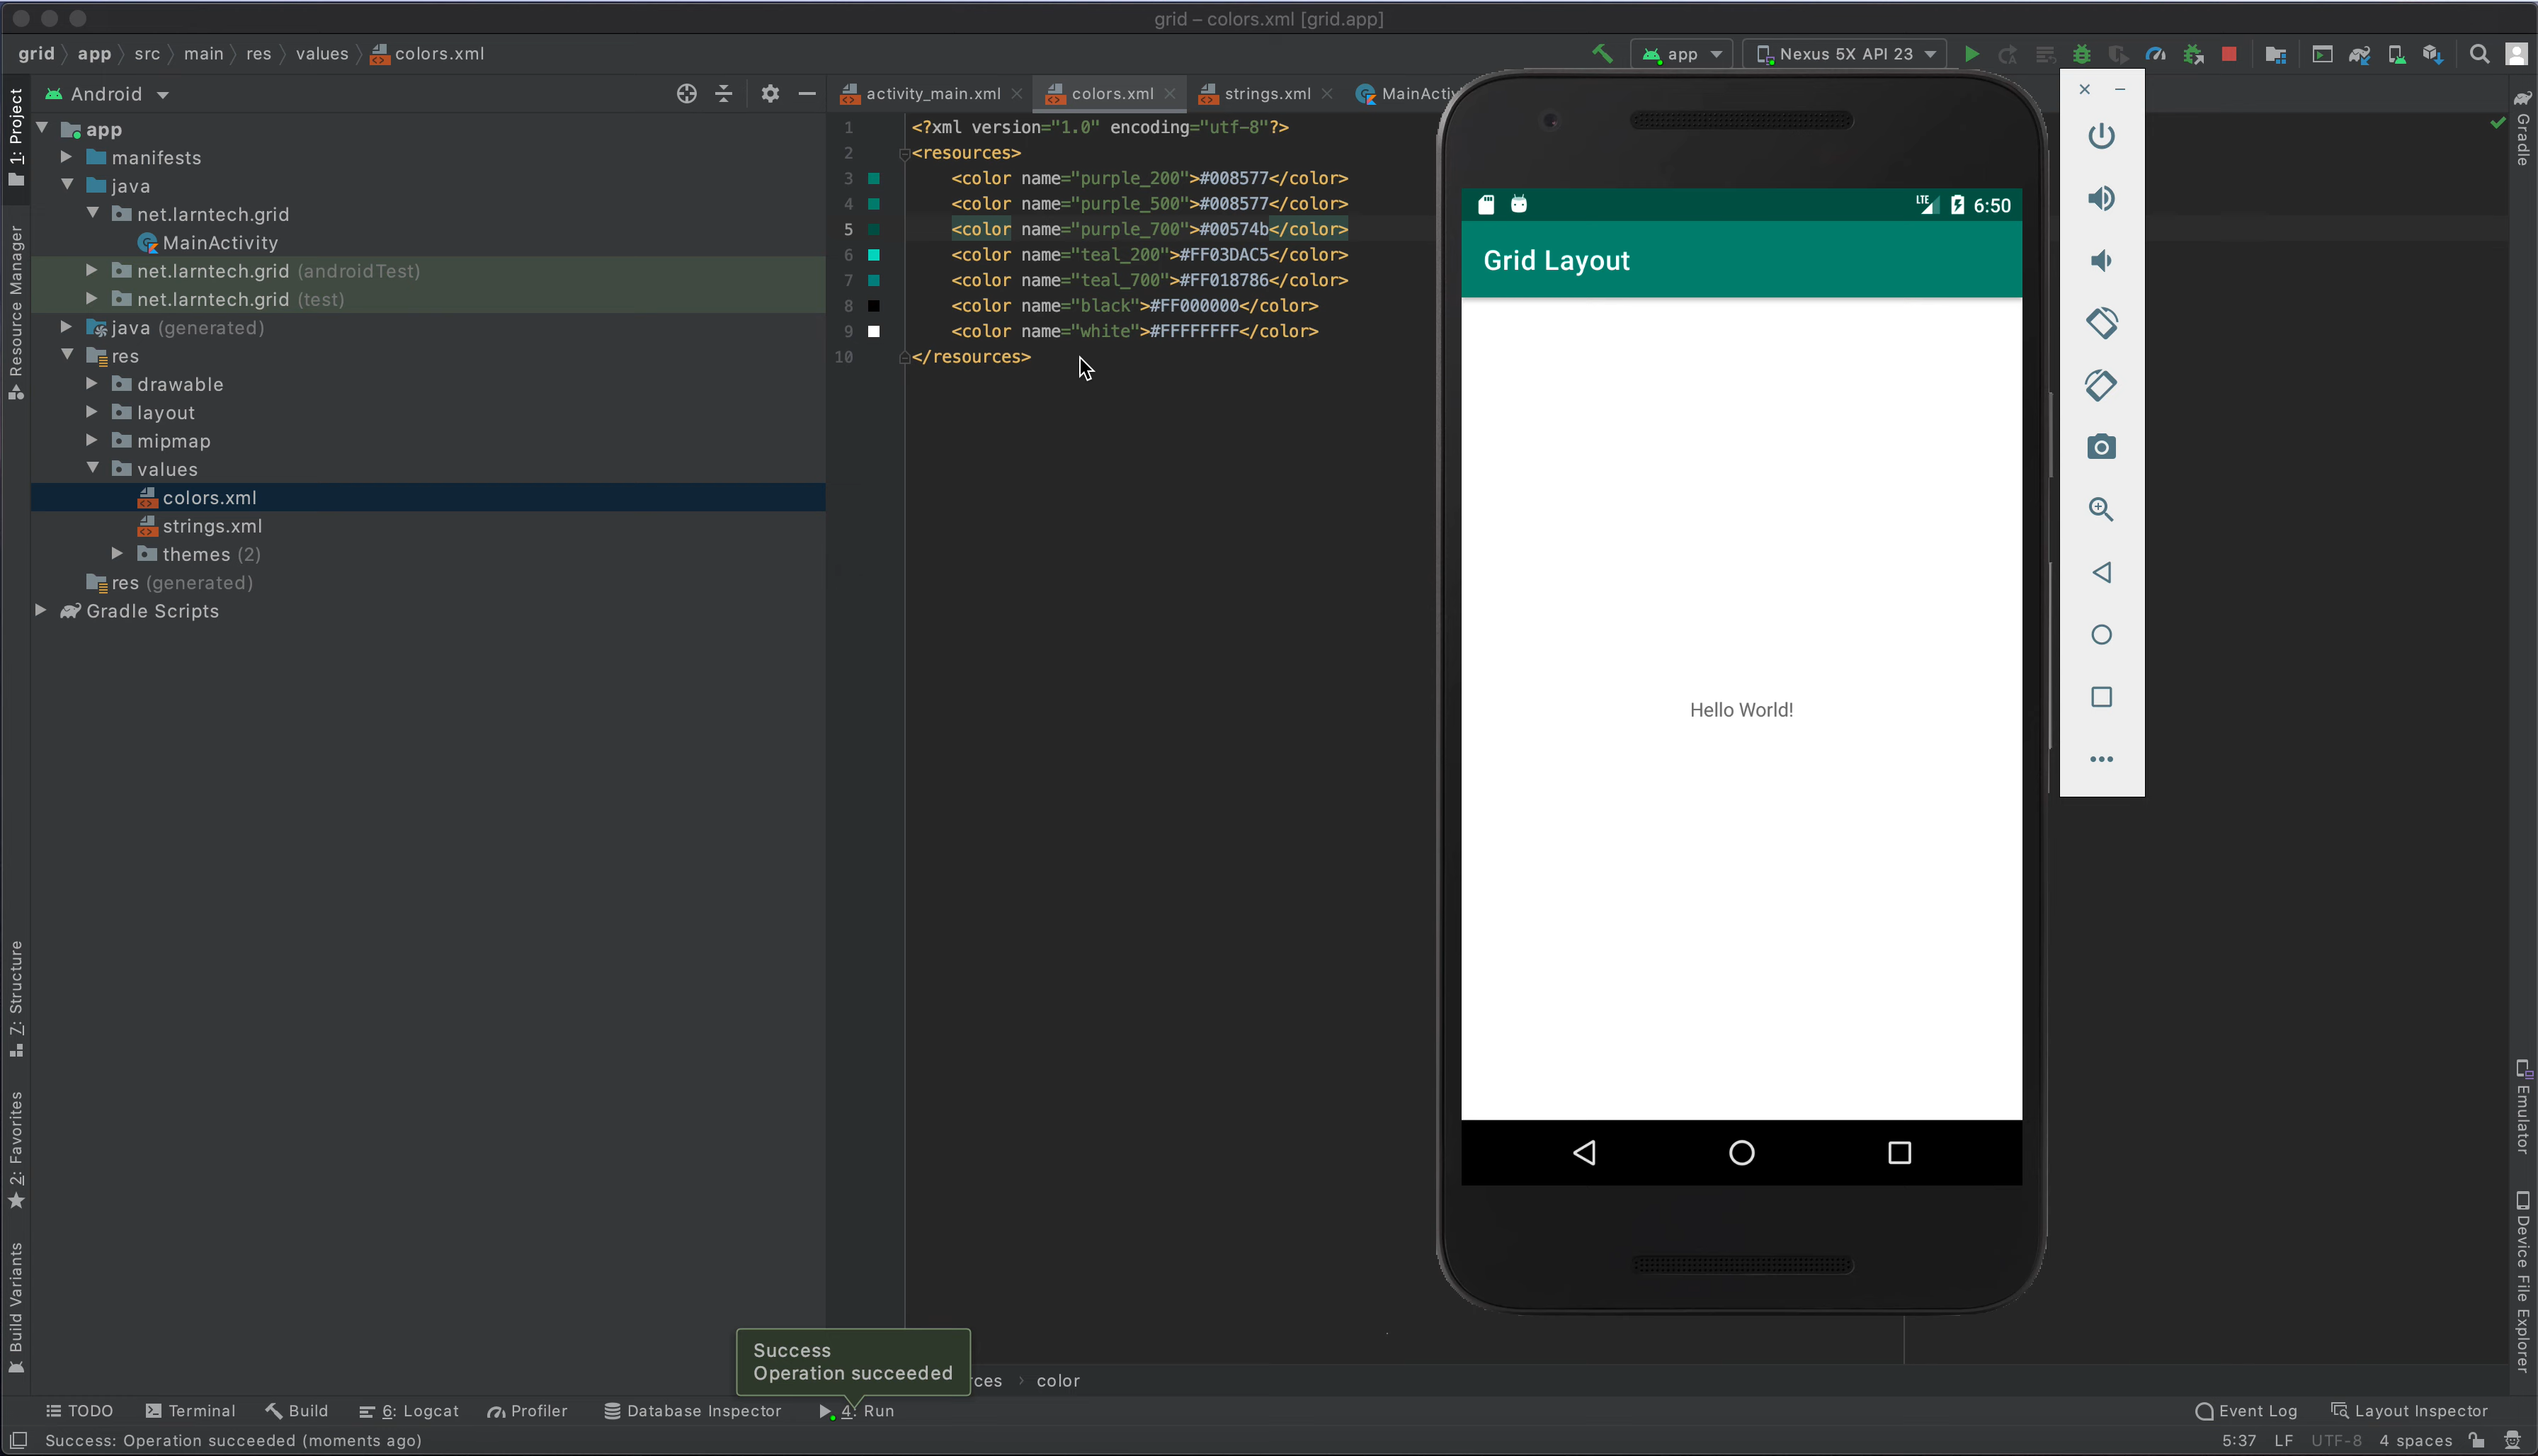 grid – colors.xml [grid.app]
grid app src main res values colors.xml
app Nexus 5X API 23
Android
activity_main.xml colors.xml strings.xml
1: Project
Resource Manager
7: Structure
2: Favorites
Build Variants
app
manifests
java
net.larntech.grid
MainActivity
net.larntech.grid (androidTest)
net.larntech.grid (test)
java (generated)
res
drawable
layout
mipmap
values
colors.xml
strings.xml
themes (2)
res (generated)
Gradle Scripts
1 <?xml version="1.0" encoding="utf-8"?>
2 <resources>
3 <color name="purple_200">#008577</color>
4 <color name="purple_500">#008577</color>
5 <color name="purple_700">#00574b</color>
6 <color name="teal_200">#FF03DAC5</color>
7 <color name="teal_700">#FF018786</color>
8 <color name="black">#FF000000</color>
9 <color name="white">#FFFFFFFF</color>
10 </resources>
LTE 6:50
Grid Layout
Hello World!
Gradle
Emulator
Device File Explorer
Success
Operation succeeded
color
TODO Terminal Build 6: Logcat Profiler Database Inspector 4: Run Event Log Layout Inspector
Success: Operation succeeded (moments ago) 5:37 LF UTF-8 4 spaces